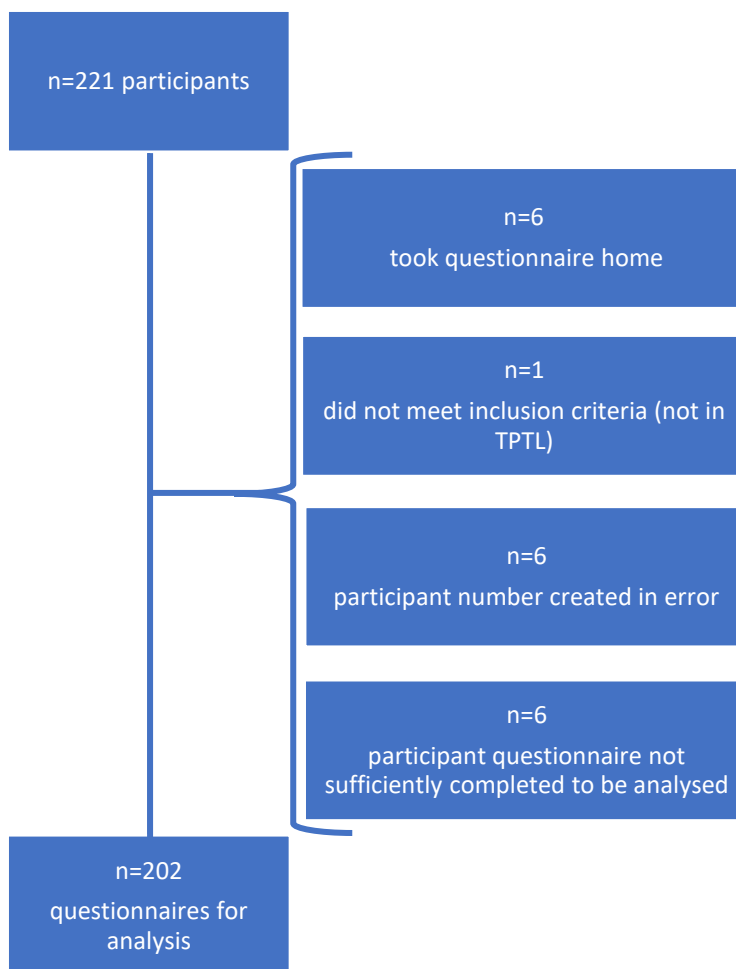 n=221 participants
n=6
took questionnaire home
n=1
did not meet inclusion criteria (not in
TPTL)
n=6
participant number created in error
n=6
participant questionnaire not
sufficiently completed to be analysed
n=202
questionnaires for
analysis